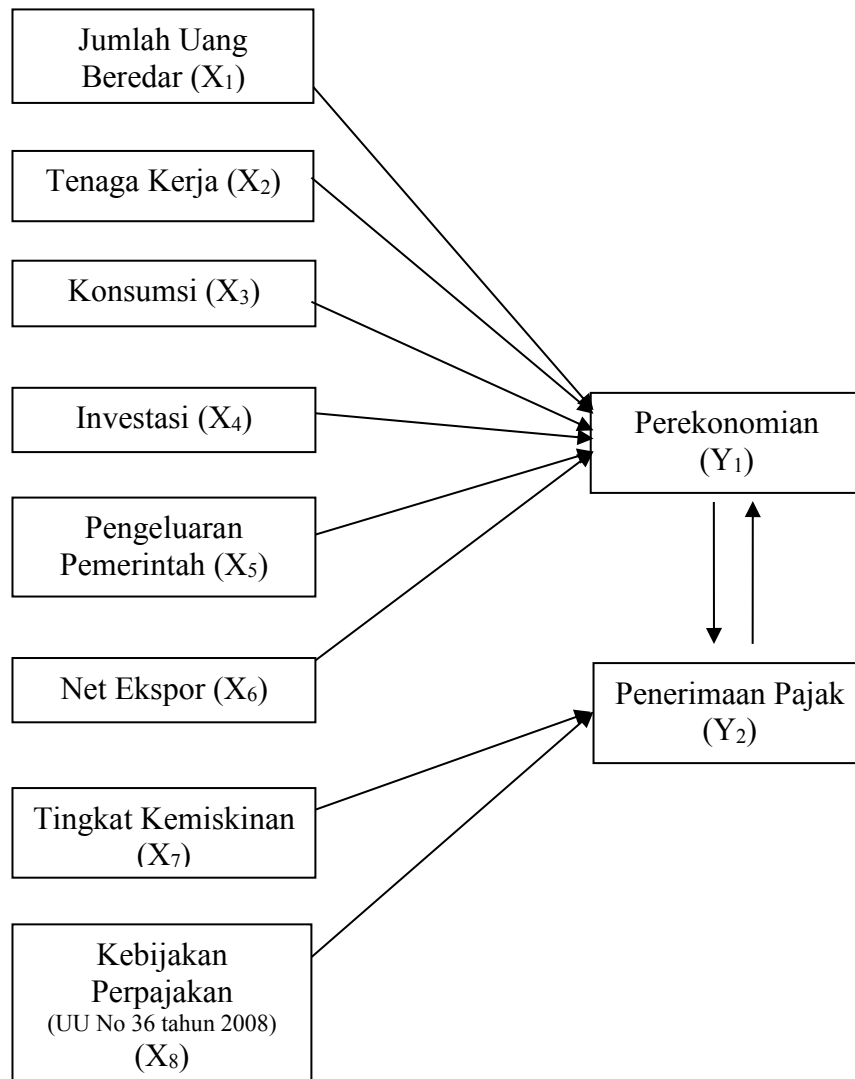 Jumlah Uang
Beredar (X₁)
Tenaga Kerja (X₂)
Konsumsi (X₃)
Investasi (X₄)
Pengeluaran
Pemerintah (X₅)
Net Ekspor (X₆)
Tingkat Kemiskinan
(X₇)
Kebijakan
Perpajakan
(UU No 36 tahun 2008)
(X₈)
Perekonomian
(Y₁)
Penerimaan Pajak
(Y₂)